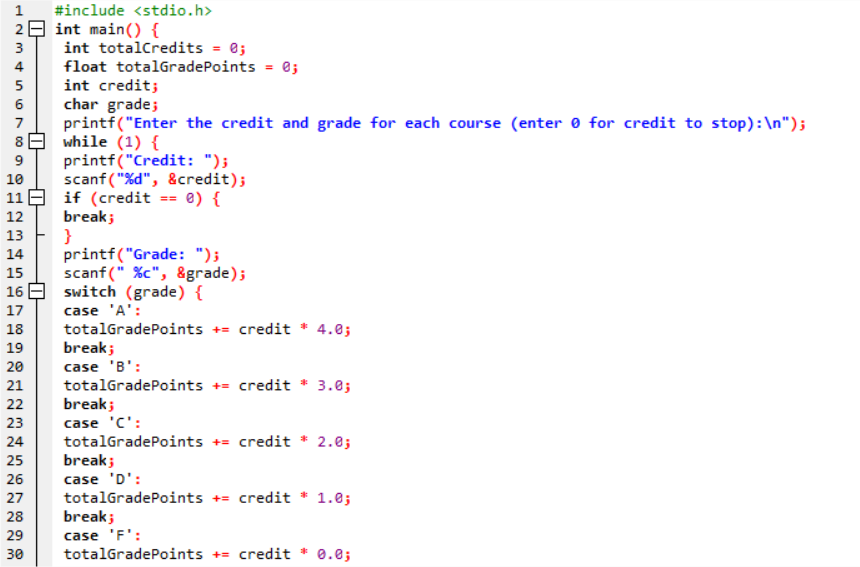 1 #include <stdio.h>
2 int main() {
3 int totalCredits = 0;
4 float totalGradePoints = 0;
5 int credit;
6 char grade;
7 printf("Enter the credit and grade for each course (enter 0 for credit to stop):\n");
8 while (1) {
9 printf("Credit: ");
10 scanf("%d", &credit);
11 if (credit == 0) {
12 break;
13 }
14 printf("Grade: ");
15 scanf(" %c", &grade);
16 switch (grade) {
17 case 'A':
18 totalGradePoints += credit * 4.0;
19 break;
20 case 'B':
21 totalGradePoints += credit * 3.0;
22 break;
23 case 'C':
24 totalGradePoints += credit * 2.0;
25 break;
26 case 'D':
27 totalGradePoints += credit * 1.0;
28 break;
29 case 'F':
30 totalGradePoints += credit * 0.0;